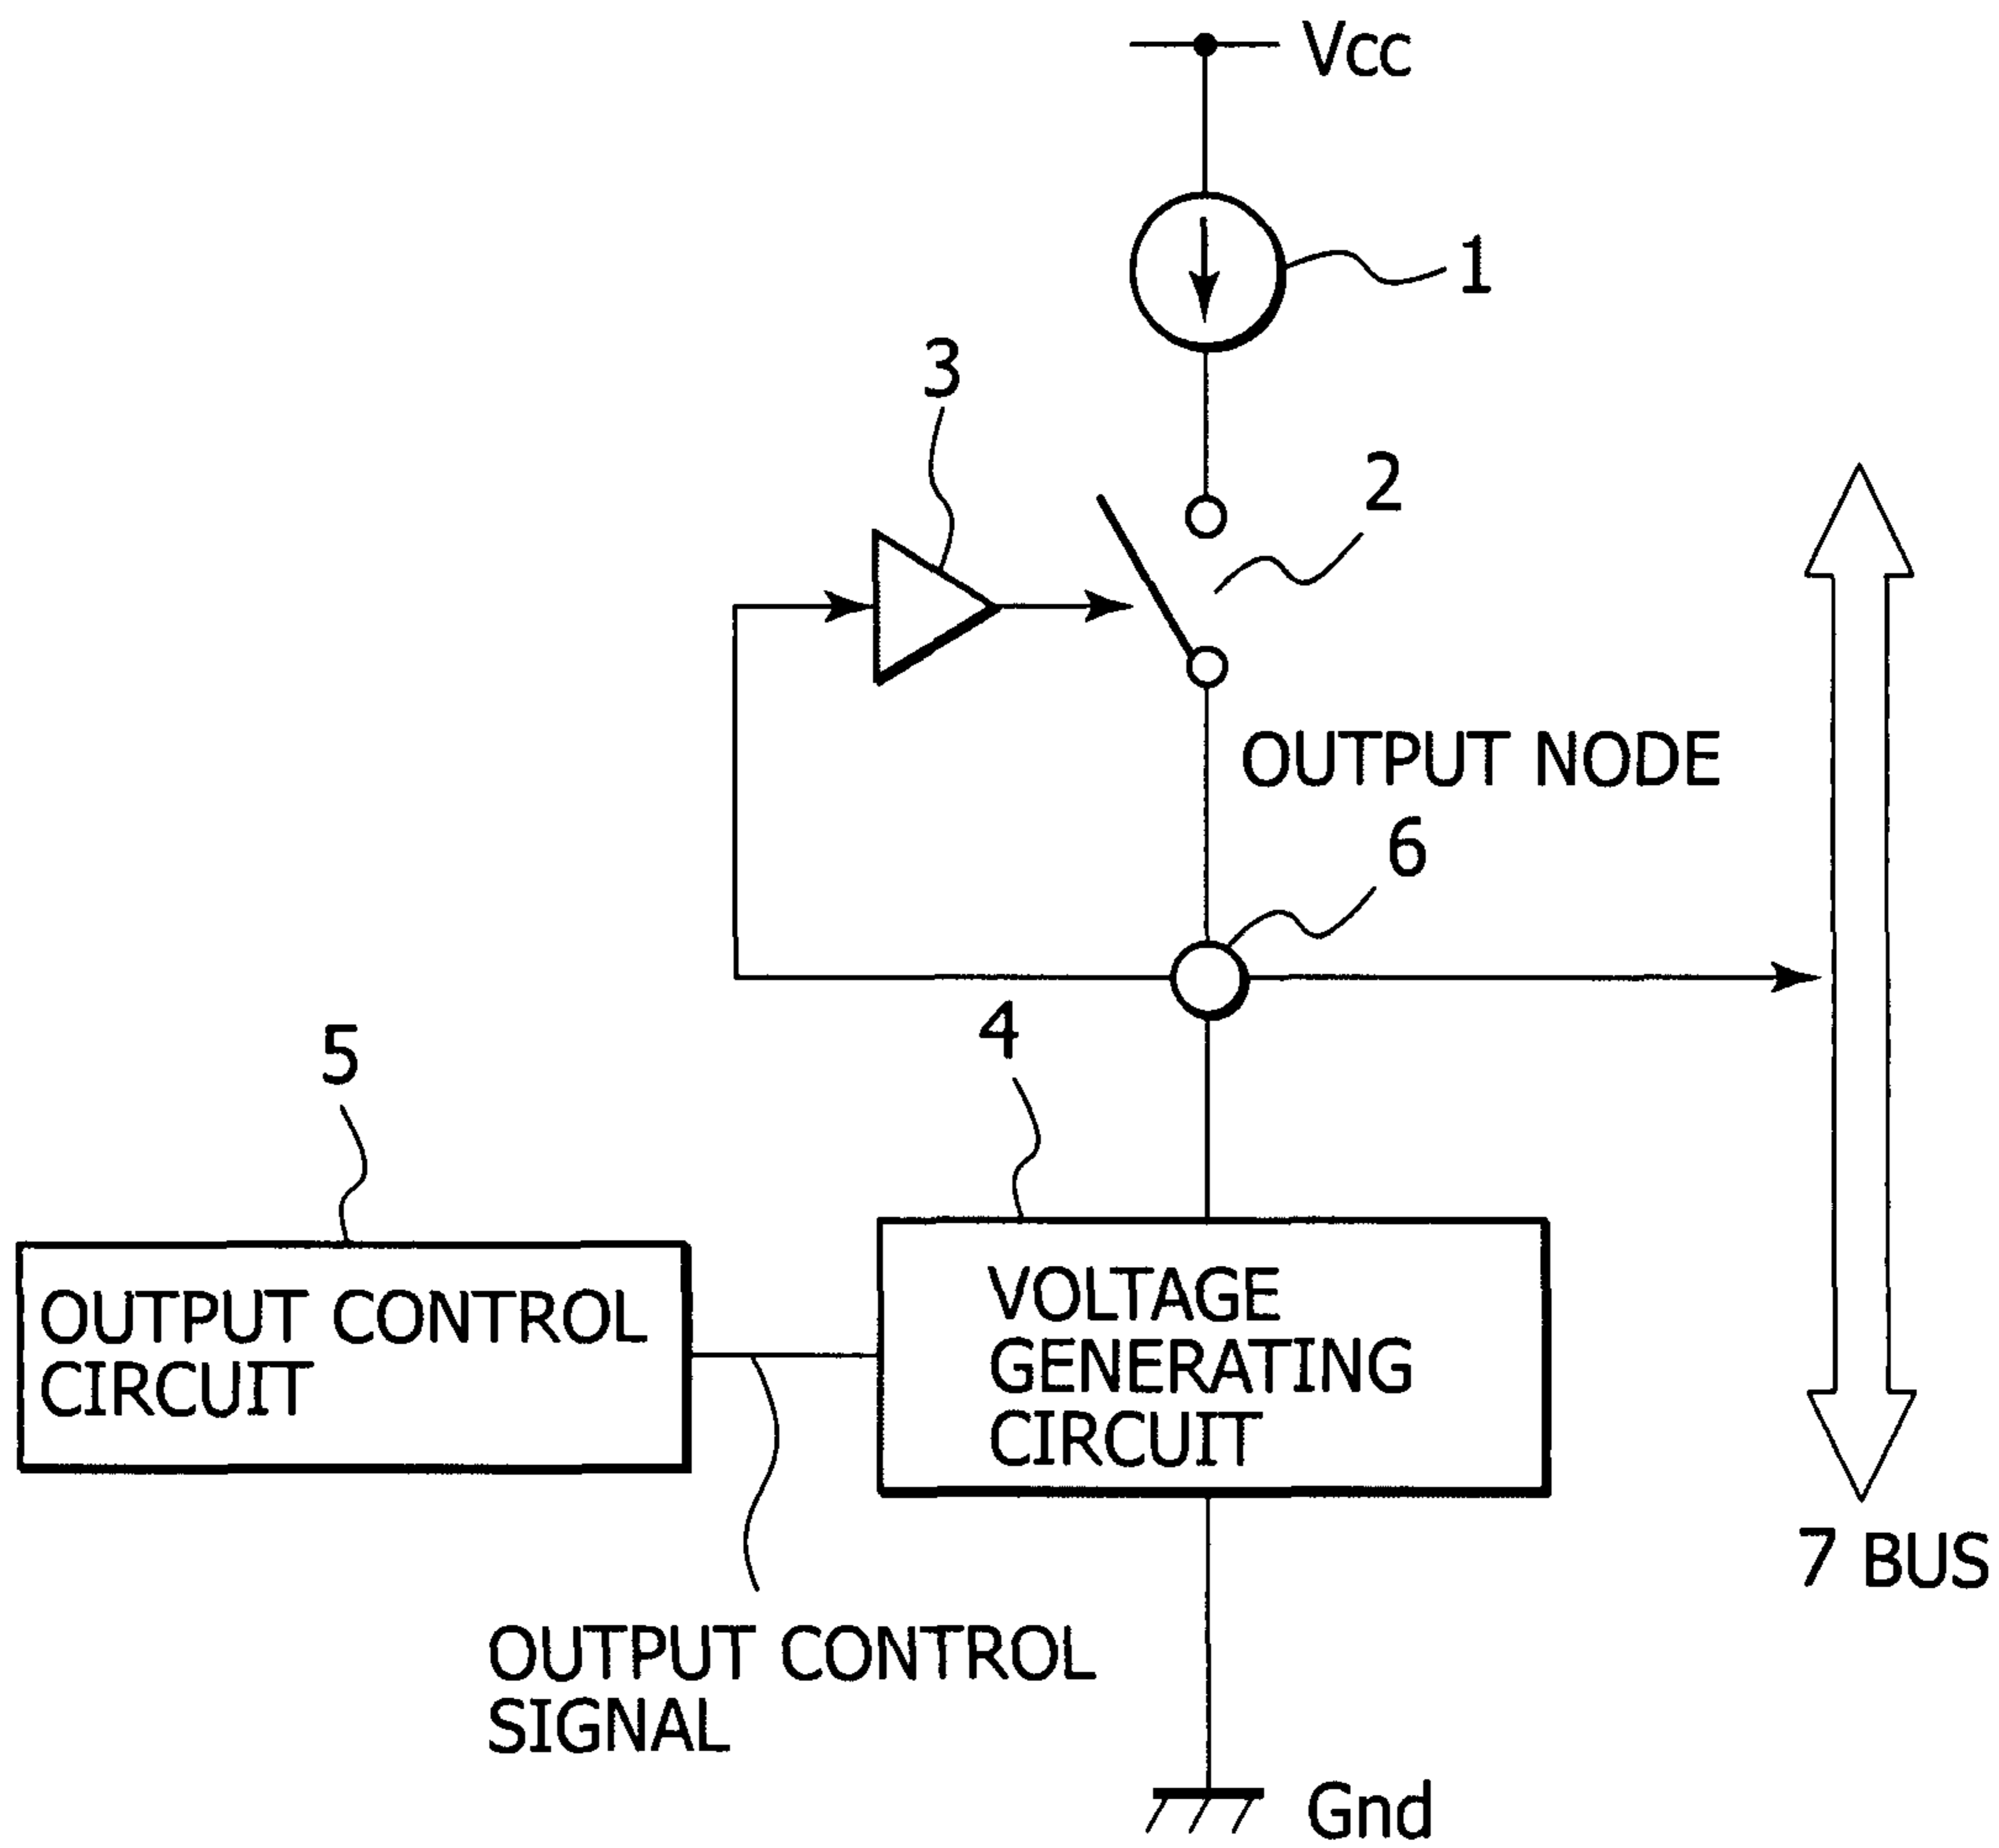 Vcc
1
3
2
OUTPUT NODE
6
4
5
OUTPUT CONTROL
CIRCUIT
VOLTAGE
GENERATING
CIRCUIT
7 BUS
OUTPUT CONTROL
SIGNAL
Gnd